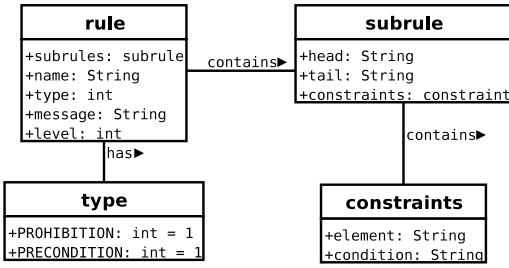 rule
+subrules: subrule
+name: String
+type: int
+message: String
+level: int
contains▶
subrule
+head: String
+tail: String
+constraints: constraint
has▶
contains▶
type
+PROHIBITION: int = 1
+PRECONDITION: int = 1
constraints
+element: String
+condition: String